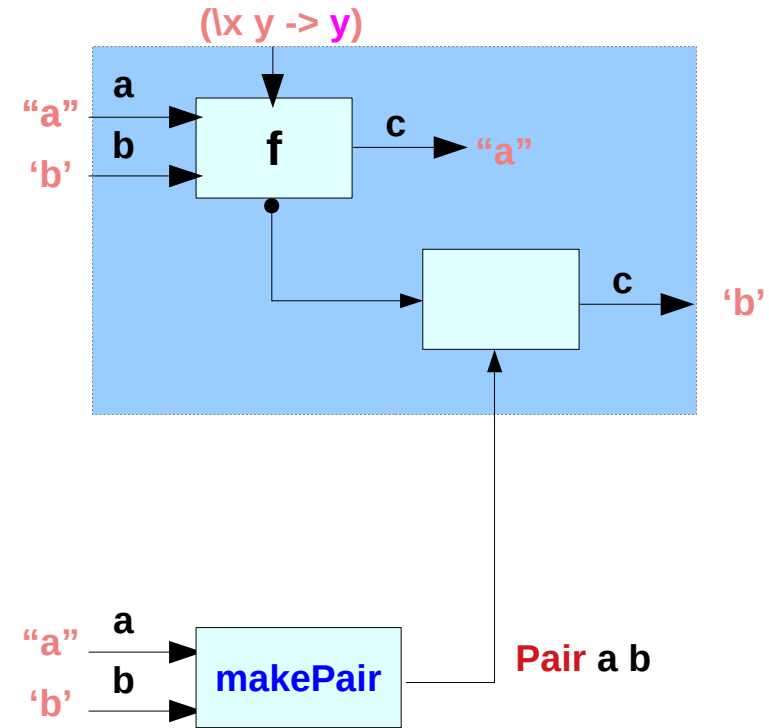 (\x y -> y)
a
“a”
b
‘b’
f
c
“a”
c
‘b’
a
“a”
b
‘b’
makePair
Pair a b